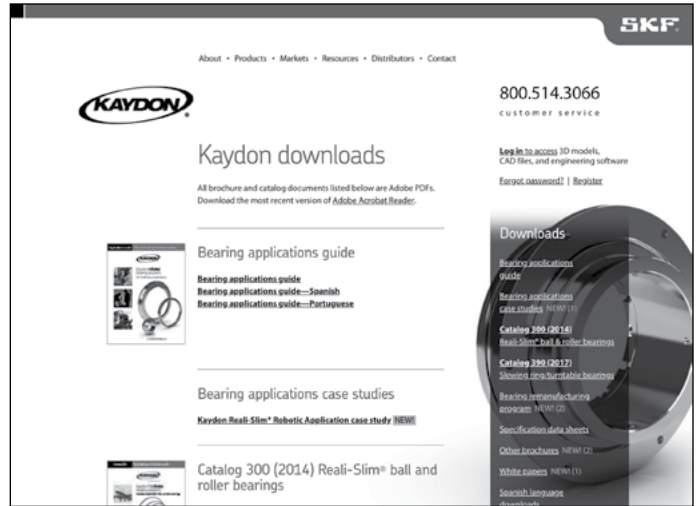 SKF.
About • Products • Markets • Resources • Distributors • Contact
KAYDON®
800.514.3066
customer service
Kaydon downloads
Log in to access 3D models,
CAD files, and engineering software
Forgot password? | Register
All brochure and catalog documents listed below are Adobe PDFs.
Download the most recent version of Adobe Acrobat Reader.
Bearing applications guide
Bearing applications guide
Bearing applications guide—Spanish
Bearing applications guide—Portuguese
Bearing applications case studies
Kaydon Reali-Slim® Robotic Application case study NEW!
Catalog 300 (2014) Reali-Slim® ball and
roller bearings
Downloads
Bearing applications
guide
Bearing applications
case studies NEW! (1)
Catalog 300 (2014)
Reali-Slim® ball & roller bearings
Catalog 390 (2017)
Slewing ring/turntable bearings
Bearing remanufacturing
program NEW! (2)
Specification data sheets
Other brochures NEW! (2)
White papers NEW! (1)
Spanish language
downloads